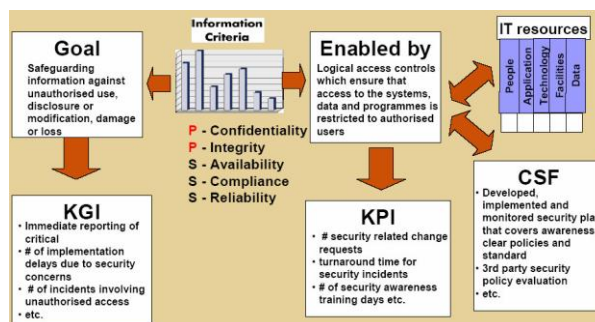 Goal
Safeguarding
information against
unauthorised use,
disclosure or
modification, damage
or loss
Information
Criteria
P - Confidentiality
P - Integrity
S - Availability
S - Compliance
S - Reliability
Enabled by
Logical access controls
which ensure that
access to the systems,
data and programmes is
restricted to authorised
users
IT resources
People
Application
Technology
Facilities
Data
KGI
• Immediate reporting of
critical
• # of implementation
delays due to security
concerns
• # of incidents involving
unauthorised access
• etc.
KPI
• # security related change
requests
• turnaround time for
security incidents
• # of security awareness
training days etc.
CSF
• Developed,
implemented and
monitored security pla
that covers awareness
clear policies and
standard
• 3rd party security
policy evaluation
• etc.